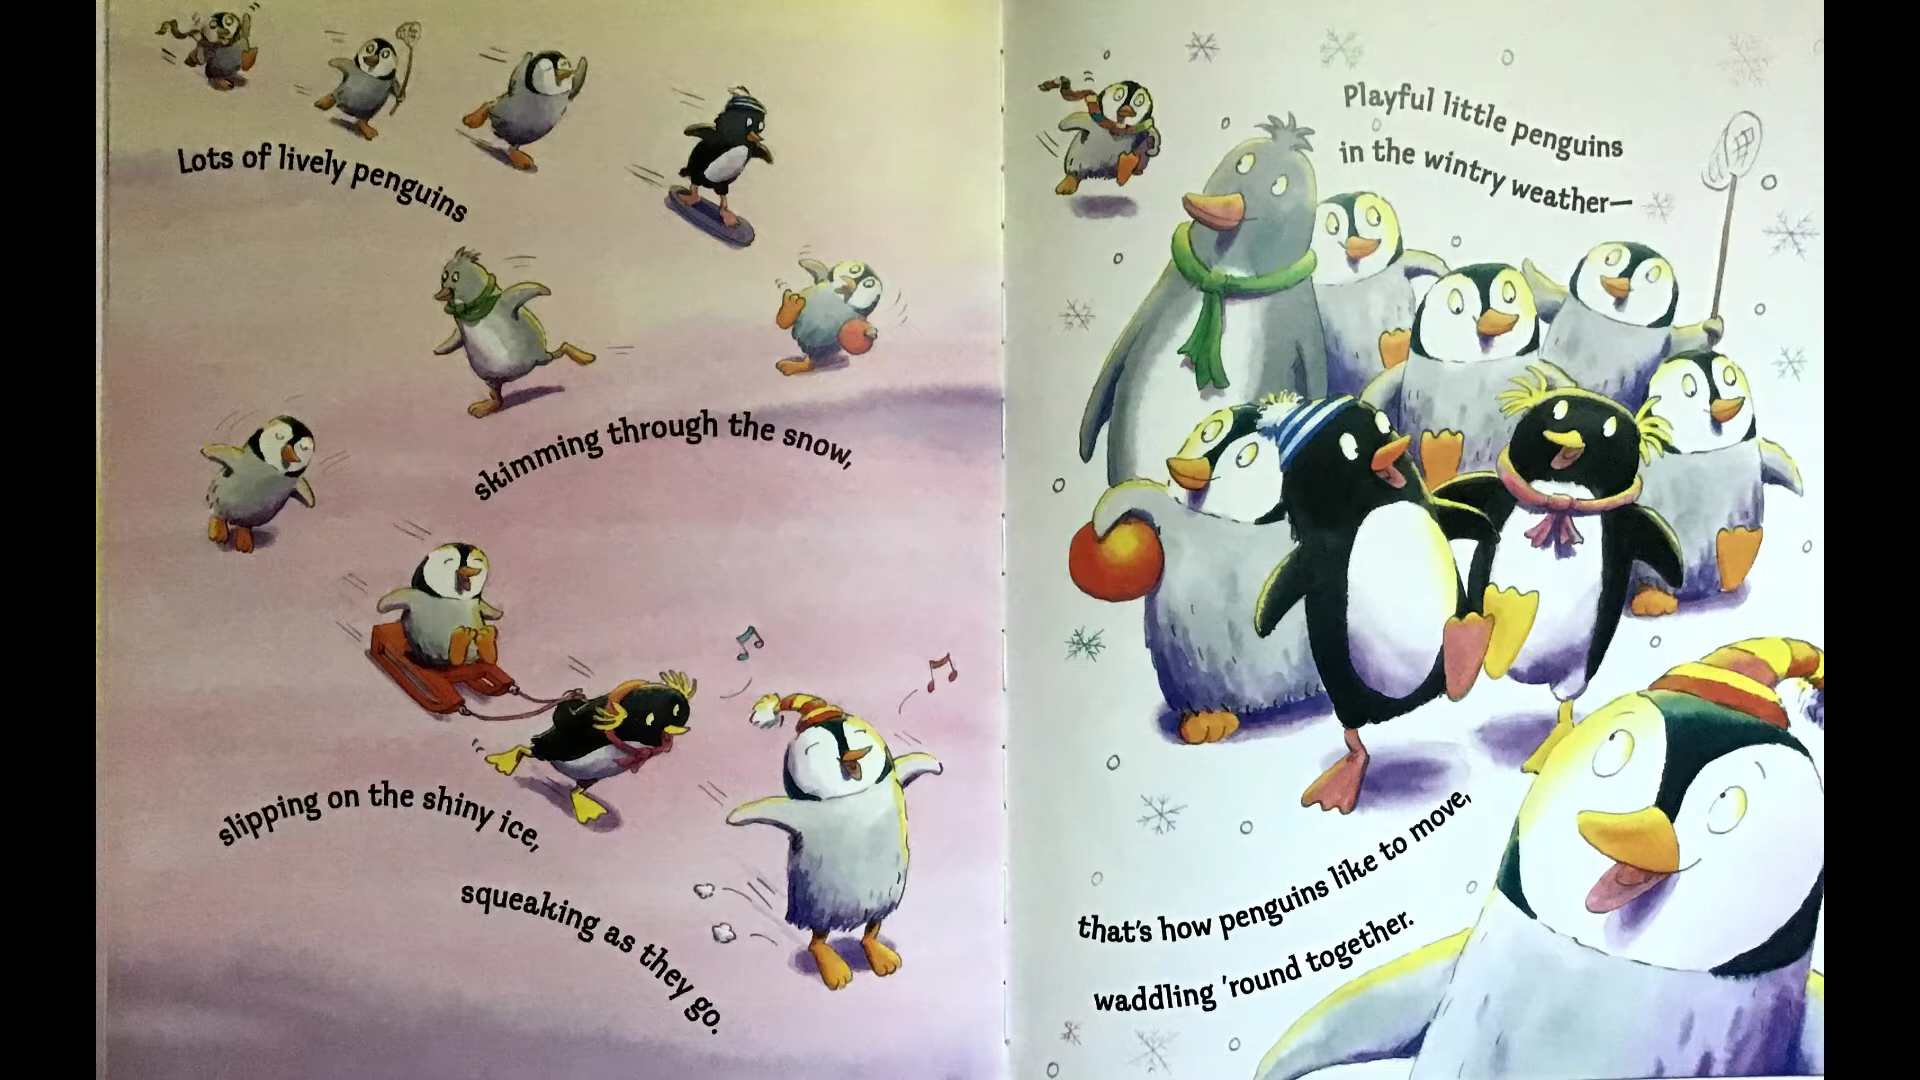 Lots of lively penguins
skimming through the snow,
slipping on the shiny ice,
squeaking as they go.
Playful little penguins
in the wintry weather—
that's how penguins like to move,
waddling 'round together.